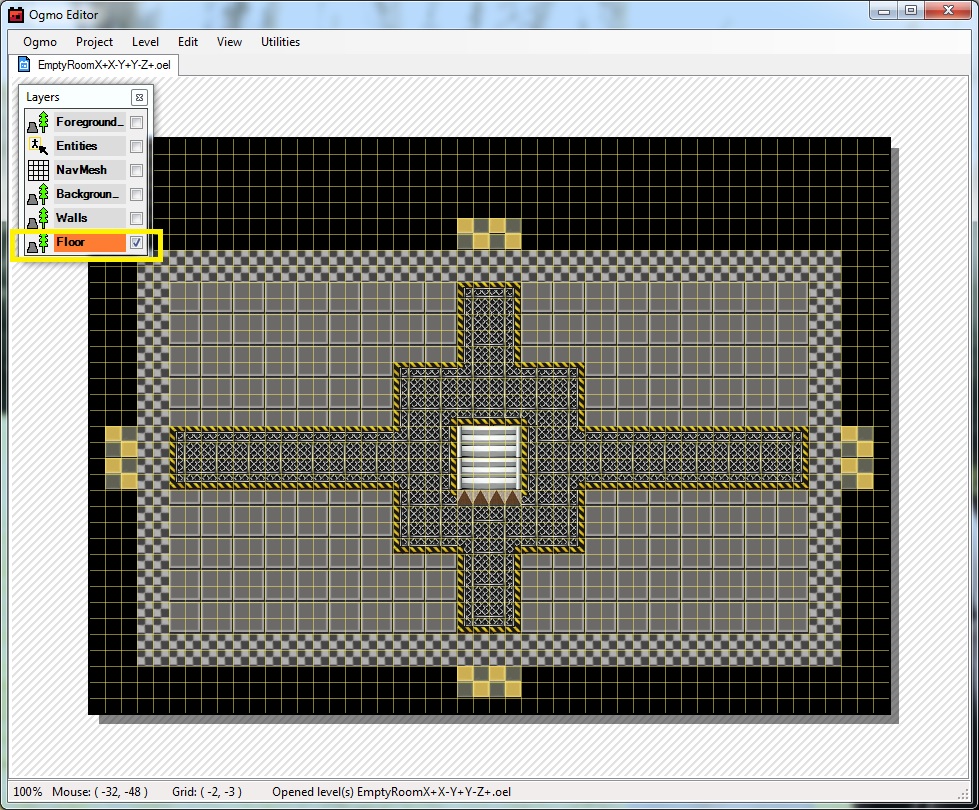 Ogmo Editor
Ogmo Project Level Edit View Utilities
EmptyRoomX+X-Y+Y-Z+.oel
Layers
Foreground_
Entities
NavMesh
Backgroun_
Walls
Floor
100% Mouse: ( -32, -48 ) Grid: ( -2, -3 ) Opened level(s) EmptyRoomX+X-Y+Y-Z+.oel